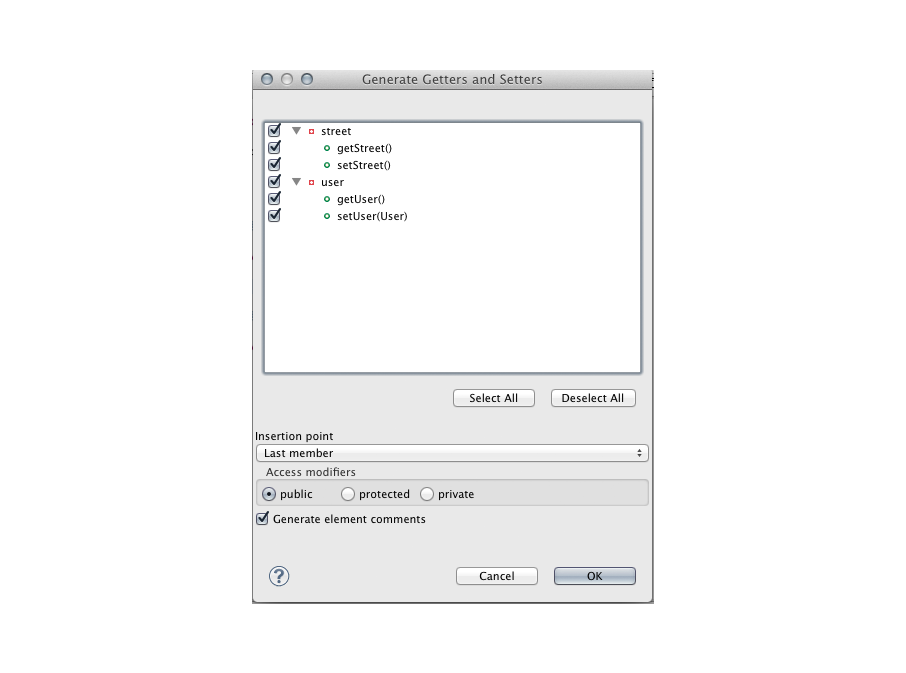 Generate Getters and Setters
street
getStreet()
setStreet()
user
getUser()
setUser(User)
Select All Deselect All
Insertion point
Last member
Access modifiers
public protected private
Generate element comments
? Cancel OK